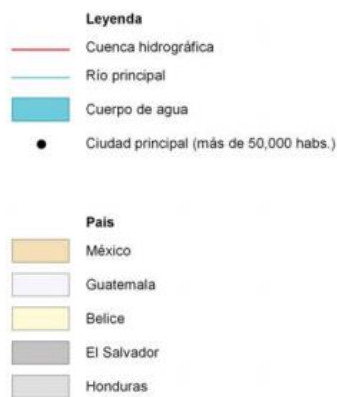 Leyenda
Cuenca hidrográfica
Río principal
Cuerpo de agua
Ciudad principal (más de 50,000 habs.)
Pais
México
Guatemala
Belice
El Salvador
Honduras